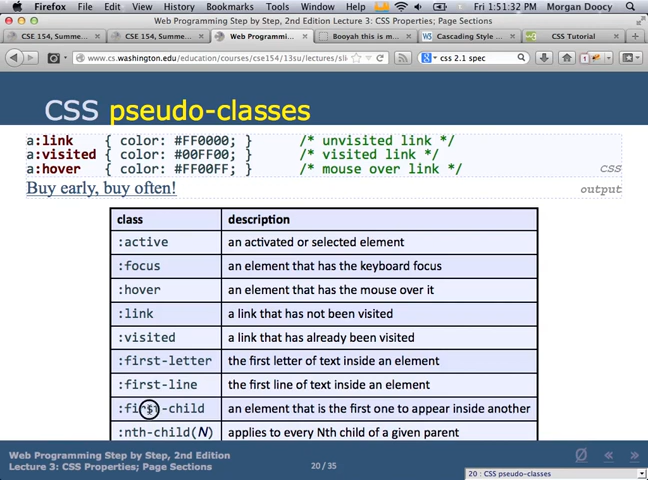 Firefox File Edit View History Bookmarks Tools Window Help Fri 1:51:32 PM Morgan Doocy
Web Programming Step by Step, 2nd Edition Lecture 3: CSS Properties; Page Sections
CSE 154, Summe... CSE 154, Summe... Web Programmi... Booyah this is m... Cascading Style ... CSS Tutorial
www.cs.washington.edu/education/courses/cse154/13su/lectures/sli css 2.1 spec
CSS pseudo-classes
a:link { color: #FF0000; } /* unvisited link */
a:visited { color: #00FF00; } /* visited link */
a:hover { color: #FF00FF; } /* mouse over link */
CSS
Buy early, buy often!
output
class description
:active an activated or selected element
:focus an element that has the keyboard focus
:hover an element that has the mouse over it
:link a link that has not been visited
:visited a link that has already been visited
:first-letter the first letter of text inside an element
:first-line the first line of text inside an element
:first-child an element that is the first one to appear inside another
:nth-child(N) applies to every Nth child of a given parent
Web Programming Step by Step, 2nd Edition
Lecture 3: CSS Properties; Page Sections
20 / 35
Ø « »
20 : CSS pseudo-classes